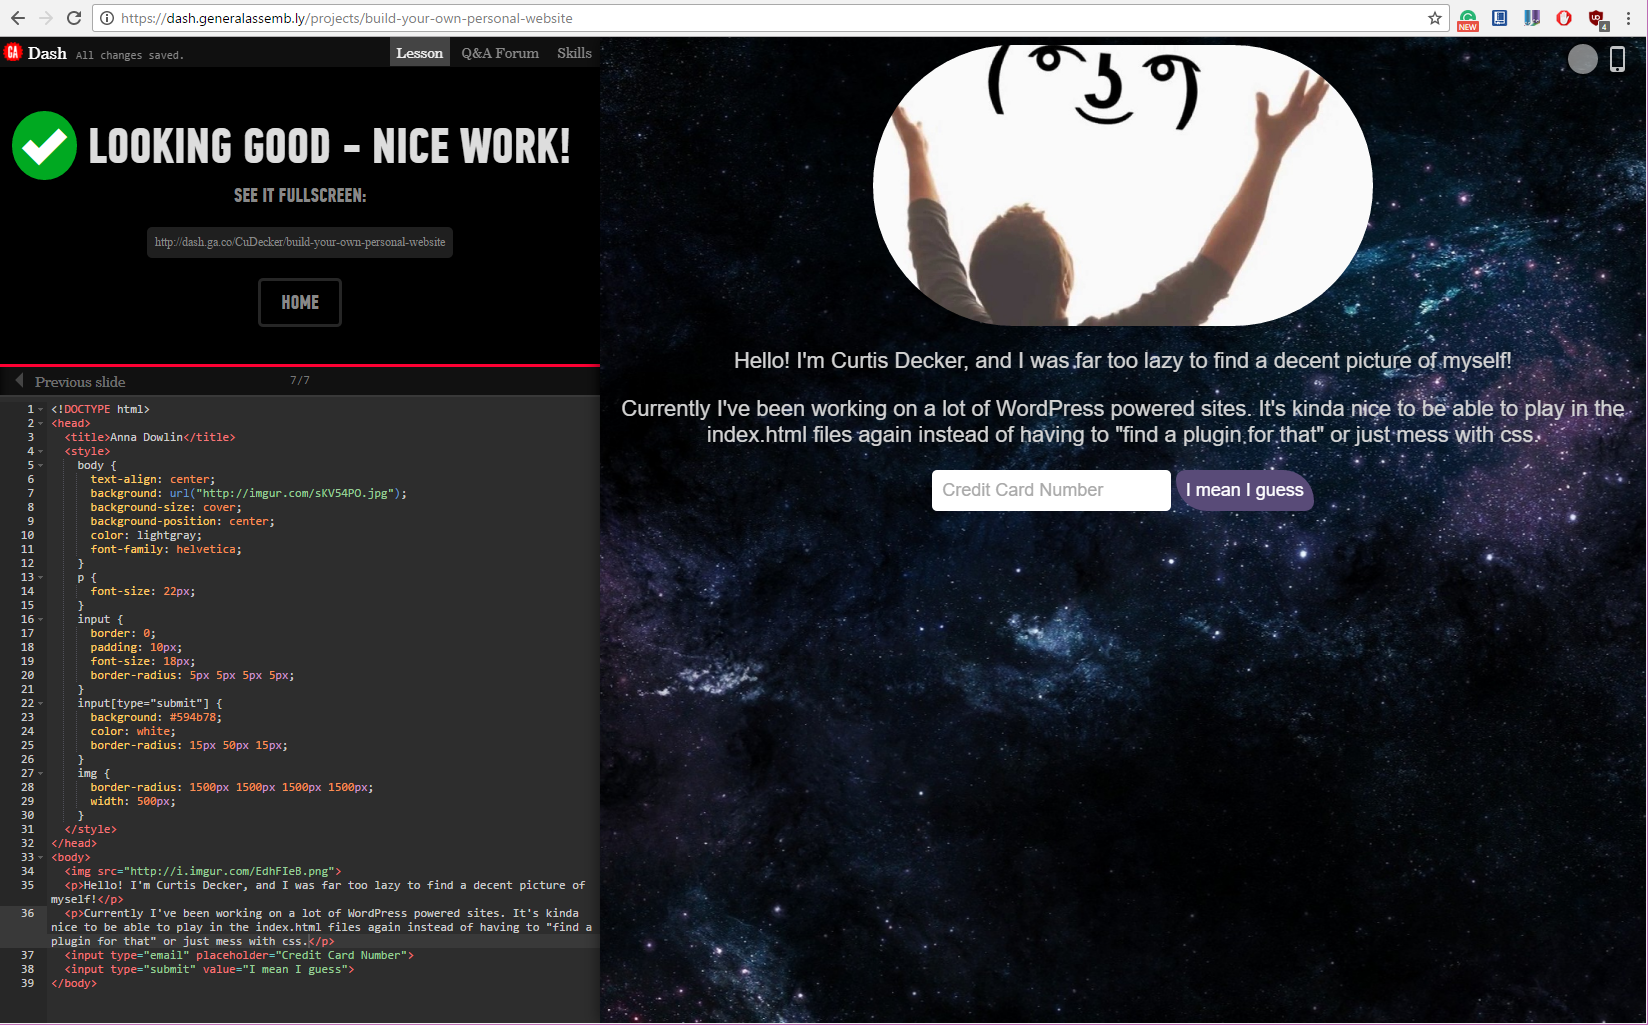 https://dash.generalassemb.ly/projects/build-your-own-personal-website
NEW
4
GA Dash All changes saved.
Lesson Q&A Forum Skills
LOOKING GOOD - NICE WORK!
SEE IT FULLSCREEN:
http://dash.ga.co/CuDecker/build-your-own-personal-website
HOME
Previous slide 7/7
1 <!DOCTYPE html>
2 <head>
3 <title>Anna Dowlin</title>
4 <style>
5 body {
6 text-align: center;
7 background: url("http://imgur.com/sKV54PO.jpg");
8 background-size: cover;
9 background-position: center;
10 color: lightgray;
11 font-family: helvetica;
12 }
13 p {
14 font-size: 22px;
15 }
16 input {
17 border: 0;
18 padding: 10px;
19 font-size: 18px;
20 border-radius: 5px 5px 5px 5px;
21 }
22 input[type="submit"] {
23 background: #594b78;
24 color: white;
25 border-radius: 15px 50px 15px;
26 }
27 img {
28 border-radius: 1500px 1500px 1500px 1500px;
29 width: 500px;
30 }
31 </style>
32 </head>
33 <body>
34 <img src="http://i.imgur.com/EdhFIeB.png">
35 <p>Hello! I'm Curtis Decker, and I was far too lazy to find a decent picture of
myself!</p>
36 <p>Currently I've been working on a lot of WordPress powered sites. It's kinda
nice to be able to play in the index.html files again instead of having to "find a
plugin for that" or just mess with css.</p>
37 <input type="email" placeholder="Credit Card Number">
38 <input type="submit" value="I mean I guess">
39 </body>
( ͡° ͜ʖ ͡°)
Hello! I'm Curtis Decker, and I was far too lazy to find a decent picture of myself!
Currently I've been working on a lot of WordPress powered sites. It's kinda nice to be able to play in the
index.html files again instead of having to "find a plugin for that" or just mess with css.
Credit Card Number I mean I guess